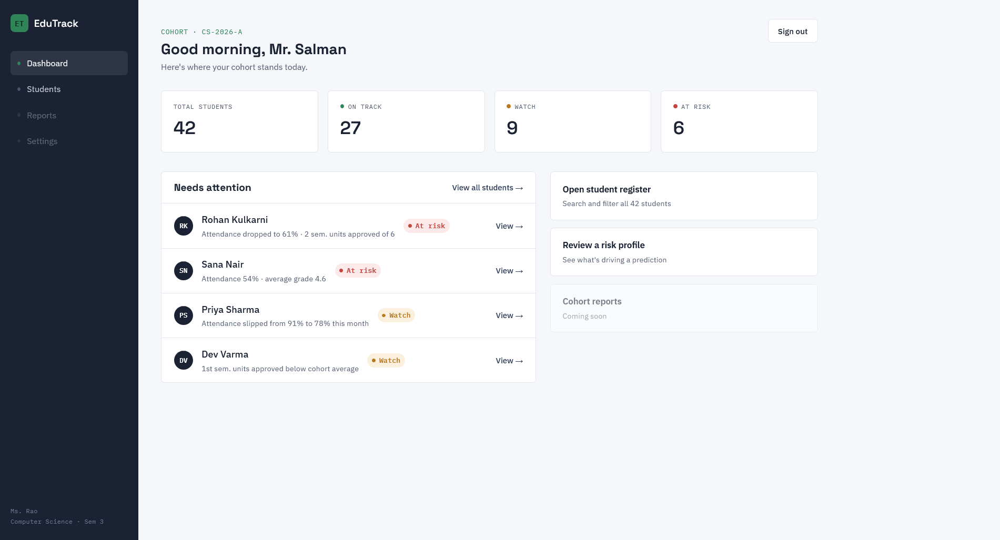 ET EduTrack
Dashboard
Students
Reports
Settings
Ms. Rao
Computer Science · Sem 3
COHORT · CS-2026-A
Good morning, Mr. Salman
Here's where your cohort stands today.
Sign out
TOTAL STUDENTS
42
ON TRACK
27
WATCH
9
AT RISK
6
Needs attention
View all students →
RK
Rohan Kulkarni
Attendance dropped to 61% · 2 sem. units approved of 6
At risk
View →
SN
Sana Nair
Attendance 54% · average grade 4.6
At risk
View →
PS
Priya Sharma
Attendance slipped from 91% to 78% this month
Watch
View →
DV
Dev Varma
1st sem. units approved below cohort average
Watch
View →
Open student register
Search and filter all 42 students
Review a risk profile
See what's driving a prediction
Cohort reports
Coming soon